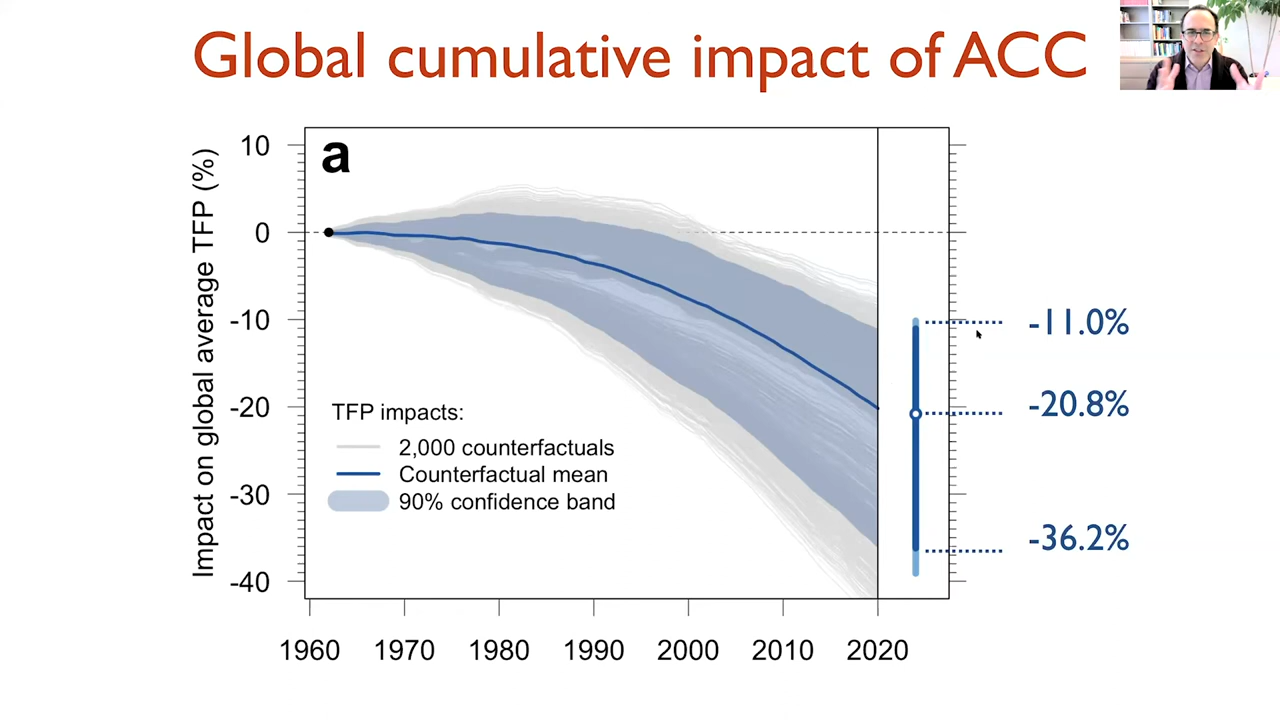 Global cumulative impact of ACC
a
Impact on global average TFP (%)
10
0
-10
-20
-30
-40
TFP impacts:
2,000 counterfactuals
Counterfactual mean
90% confidence band
-11.0%
-20.8%
-36.2%
1960 1970 1980 1990 2000 2010 2020